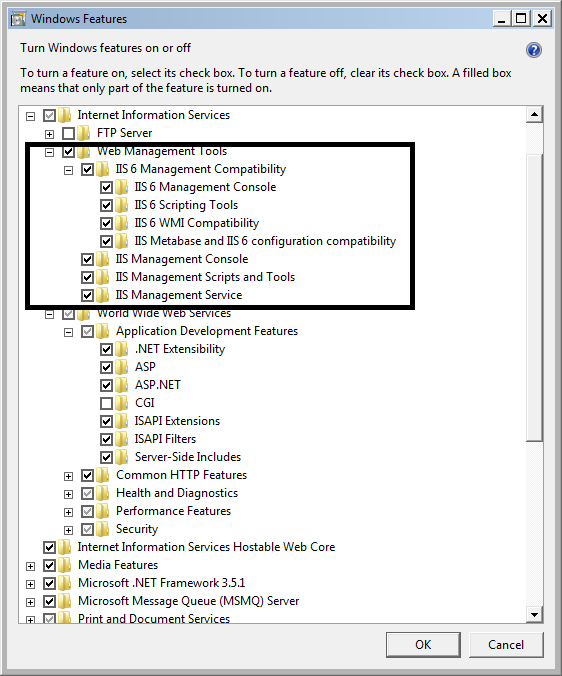 Windows Features
Turn Windows features on or off
To turn a feature on, select its check box. To turn a feature off, clear its check box. A filled box
means that only part of the feature is turned on.
Internet Information Services
FTP Server
Web Management Tools
IIS 6 Management Compatibility
IIS 6 Management Console
IIS 6 Scripting Tools
IIS 6 WMI Compatibility
IIS Metabase and IIS 6 configuration compatibility
IIS Management Console
IIS Management Scripts and Tools
IIS Management Service
World Wide Web Services
Application Development Features
.NET Extensibility
ASP
ASP.NET
CGI
ISAPI Extensions
ISAPI Filters
Server-Side Includes
Common HTTP Features
Health and Diagnostics
Performance Features
Security
Internet Information Services Hostable Web Core
Media Features
Microsoft .NET Framework 3.5.1
Microsoft Message Queue (MSMQ) Server
Print and Document Services
OK
Cancel